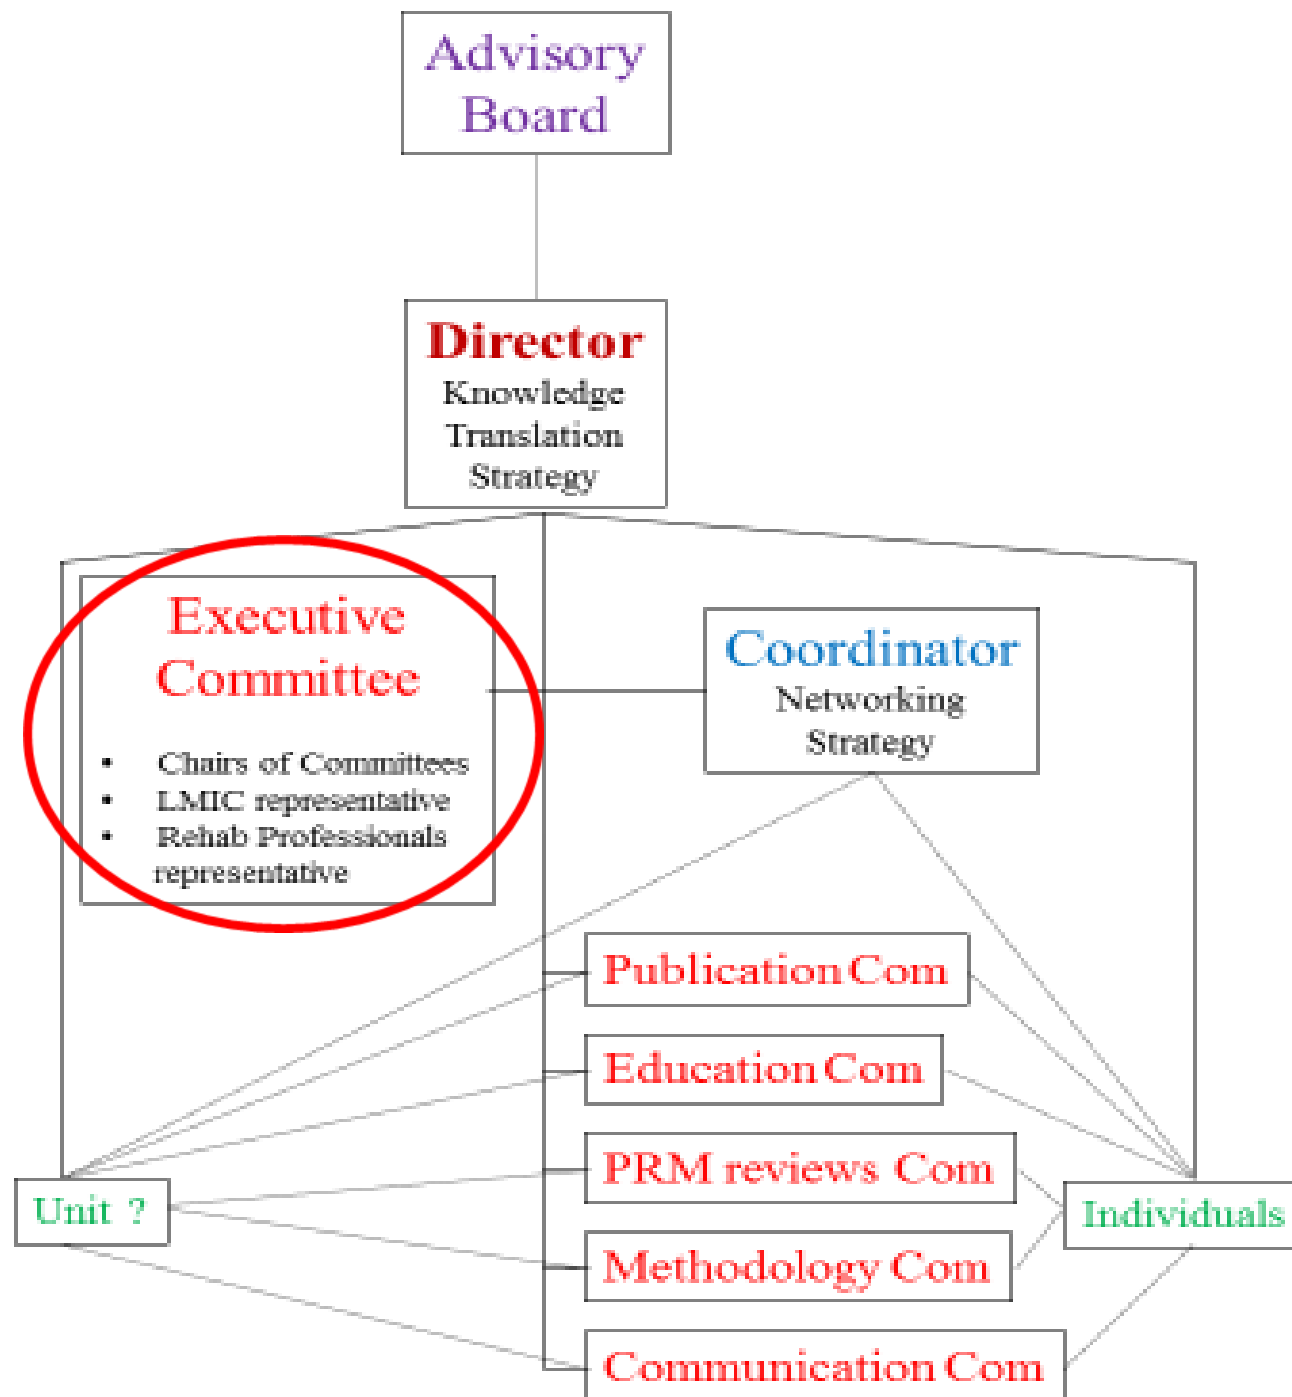 Advisory
Board
Director
Knowledge
Translation
Strategy
Executive
Committee
• Chairs of Committees
• LMIC representative
• Rehab Professionals
representative
Coordinator
Networking
Strategy
Publication Com
Education Com
PRM reviews Com
Unit ?
Individuals
Methodology Com
Communication Com